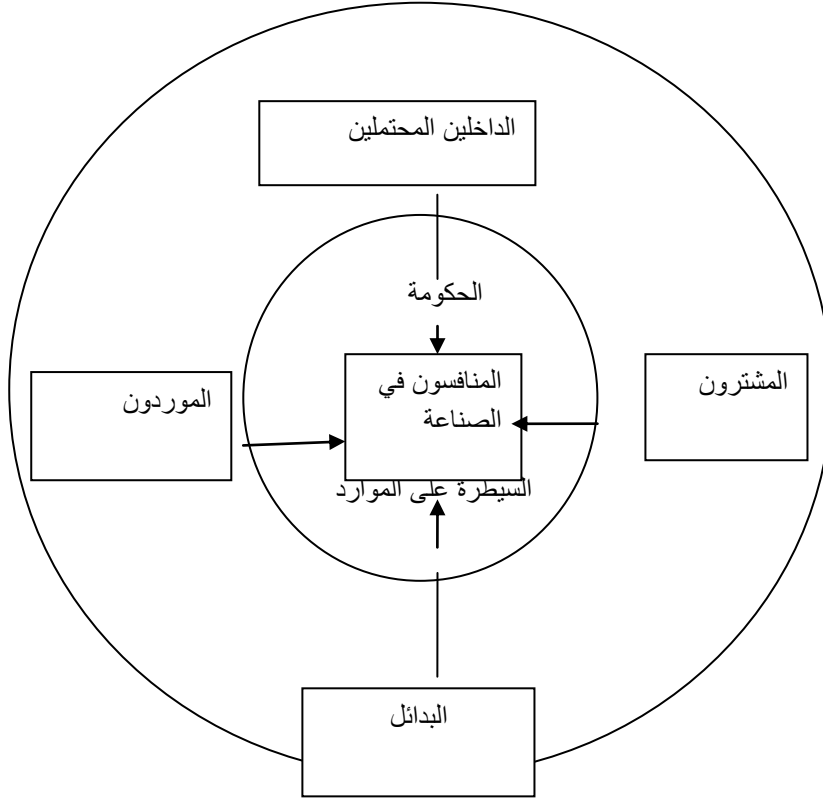 الداخلين المحتملين
الحكومة
المنافسون في
الصناعة
المشترون
الموردون
السيطرة على الموارد
البدائل